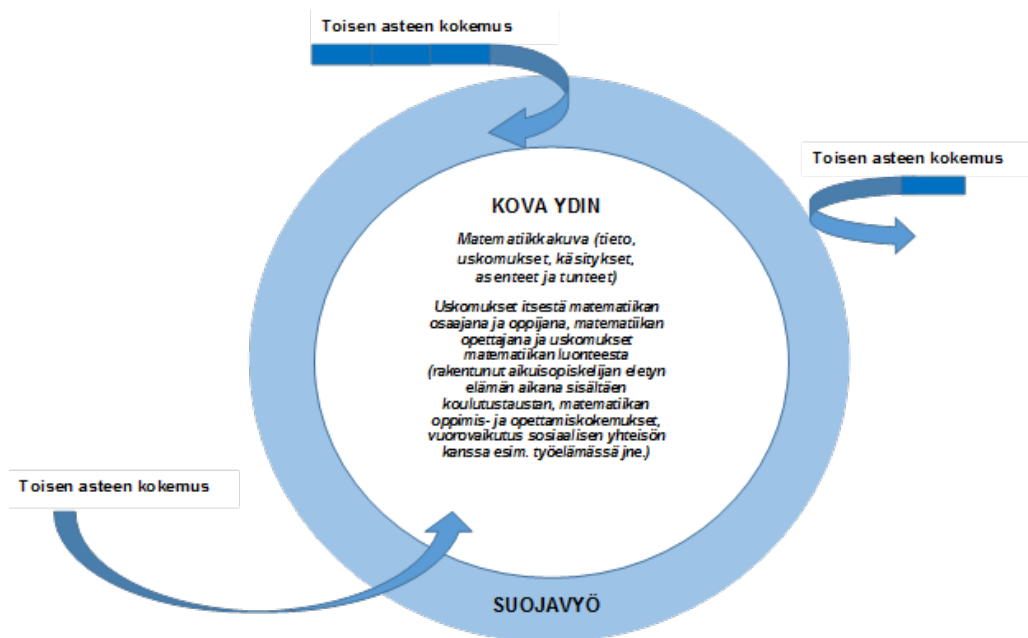 Toisen asteen kokemus
Toisen asteen kokemus
KOVA YDIN
Matematiikkakuva (tieto,
uskomukset, käsitykset,
asenteet ja tunteet)
Uskomukset itsestä matematiikan
osaajana ja oppijana, matematiikan
opettajana ja uskomukset
matematiikan luonteesta
(rakentunut aikuisopiskelijan eletyn
elämän aikana sisältäen
koulutustaustan, matematiikan
oppimis- ja opettamiskokemukset,
vuorovaikutus sosiaalisen yhteisön
kanssa esim. työelämässä jne.)
Toisen asteen kokemus
SUOJAVYÖ